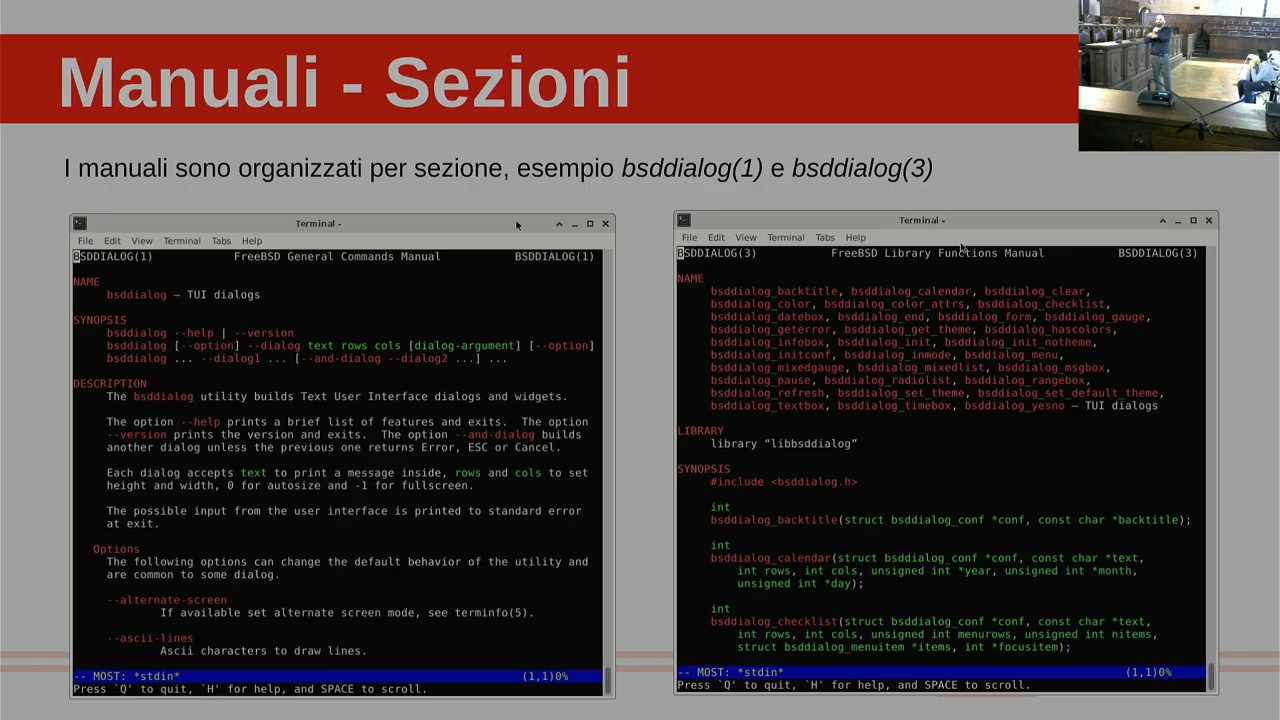 Manuali - Sezioni
I manuali sono organizzati per sezione, esempio bsddialog(1) e bsddialog(3)
Terminal -
File Edit View Terminal Tabs Help
BSDDIALOG(1) FreeBSD General Commands Manual BSDDIALOG(1)
NAME
bsddialog – TUI dialogs
SYNOPSIS
bsddialog --help | --version
bsddialog [--option] --dialog text rows cols [dialog-argument] [--option]
bsddialog ... --dialog1 ... [--and-dialog --dialog2 ...] ...
DESCRIPTION
The bsddialog utility builds Text User Interface dialogs and widgets.
The option --help prints a brief list of features and exits. The option
--version prints the version and exits. The option --and-dialog builds
another dialog unless the previous one returns Error, ESC or Cancel.
Each dialog accepts text to print a message inside, rows and cols to set
height and width, 0 for autosize and -1 for fullscreen.
The possible input from the user interface is printed to standard error
at exit.
Options
The following options can change the default behavior of the utility and
are common to some dialog.
--alternate-screen
If available set alternate screen mode, see terminfo(5).
--ascii-lines
Ascii characters to draw lines.
-- MOST: *stdin* (1,1)0%
Press `Q' to quit, `H' for help, and SPACE to scroll.
Terminal -
File Edit View Terminal Tabs Help
BSDDIALOG(3) FreeBSD Library Functions Manual BSDDIALOG(3)
NAME
bsddialog_backtitle, bsddialog_calendar, bsddialog_clear,
bsddialog_color, bsddialog_color_attrs, bsddialog_checklist,
bsddialog_datebox, bsddialog_end, bsddialog_form, bsddialog_gauge,
bsddialog_geterror, bsddialog_get_theme, bsddialog_hascolors,
bsddialog_infobox, bsddialog_init, bsddialog_init_notheme,
bsddialog_initconf, bsddialog_inmode, bsddialog_menu,
bsddialog_mixedgauge, bsddialog_mixedlist, bsddialog_msgbox,
bsddialog_pause, bsddialog_radiolist, bsddialog_rangebox,
bsddialog_refresh, bsddialog_set_theme, bsddialog_set_default_theme,
bsddialog_textbox, bsddialog_timebox, bsddialog_yesno – TUI dialogs
LIBRARY
library “libbsddialog”
SYNOPSIS
#include <bsddialog.h>
int
bsddialog_backtitle(struct bsddialog_conf *conf, const char *backtitle);
int
bsddialog_calendar(struct bsddialog_conf *conf, const char *text,
int rows, int cols, unsigned int *year, unsigned int *month,
unsigned int *day);
int
bsddialog_checklist(struct bsddialog_conf *conf, const char *text,
int rows, int cols, unsigned int menurows, unsigned int nitems,
struct bsddialog_menuitem *items, int *focusitem);
-- MOST: *stdin* (1,1)0%
Press `Q' to quit, `H' for help, and SPACE to scroll.